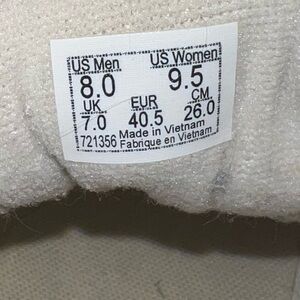 US Men US Women
8.0 9.5
UK EUR CM
7.0 40.5 26.0
721356 Made in Vietnam
Fabrique en Vietnam